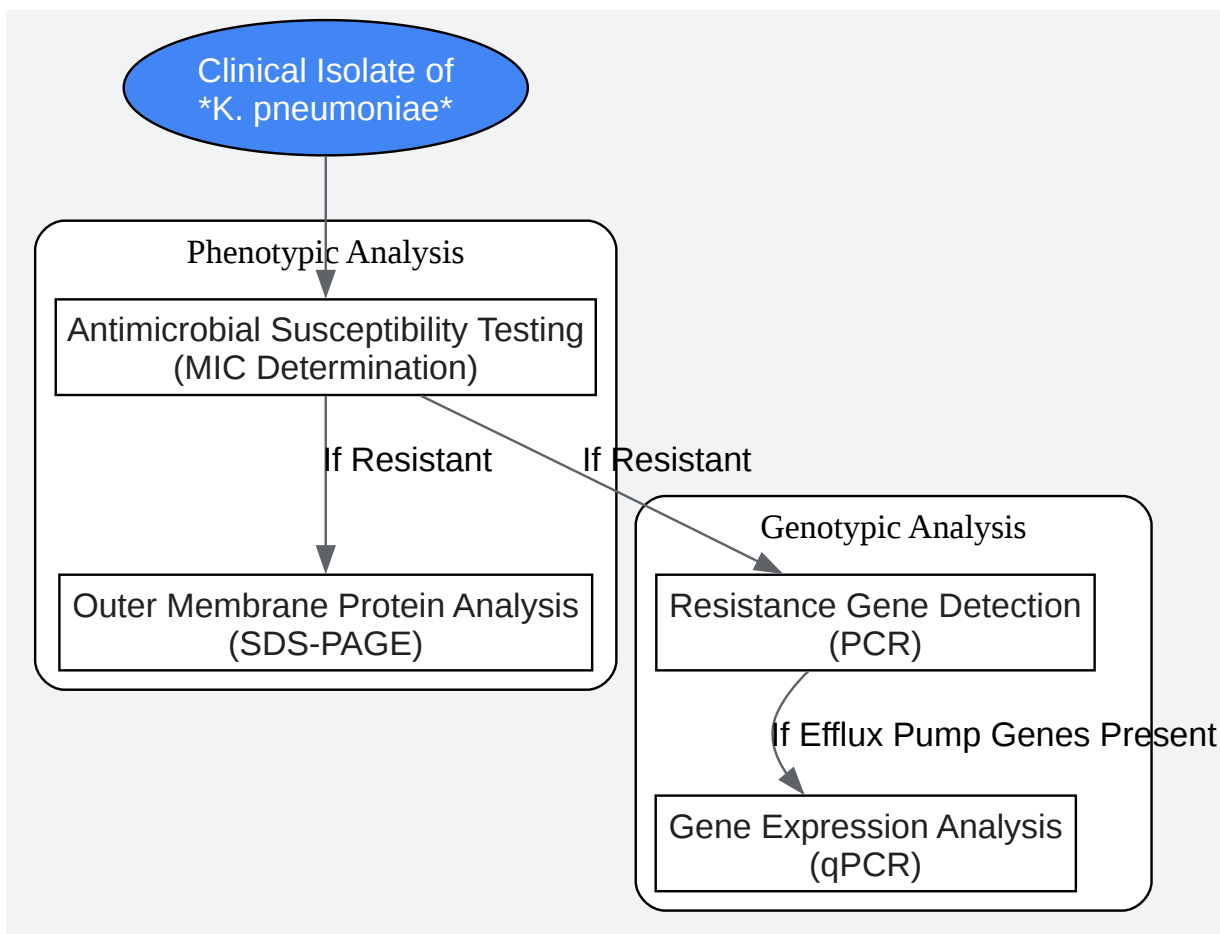 Clinical Isolate of
*K. pneumoniae*
Phenotypic Analysis
Antimicrobial Susceptibility Testing
(MIC Determination)
If Resistant
If Resistant
Genotypic Analysis
Outer Membrane Protein Analysis
(SDS-PAGE)
Resistance Gene Detection
(PCR)
If Efflux Pump Genes Present
Gene Expression Analysis
(qPCR)